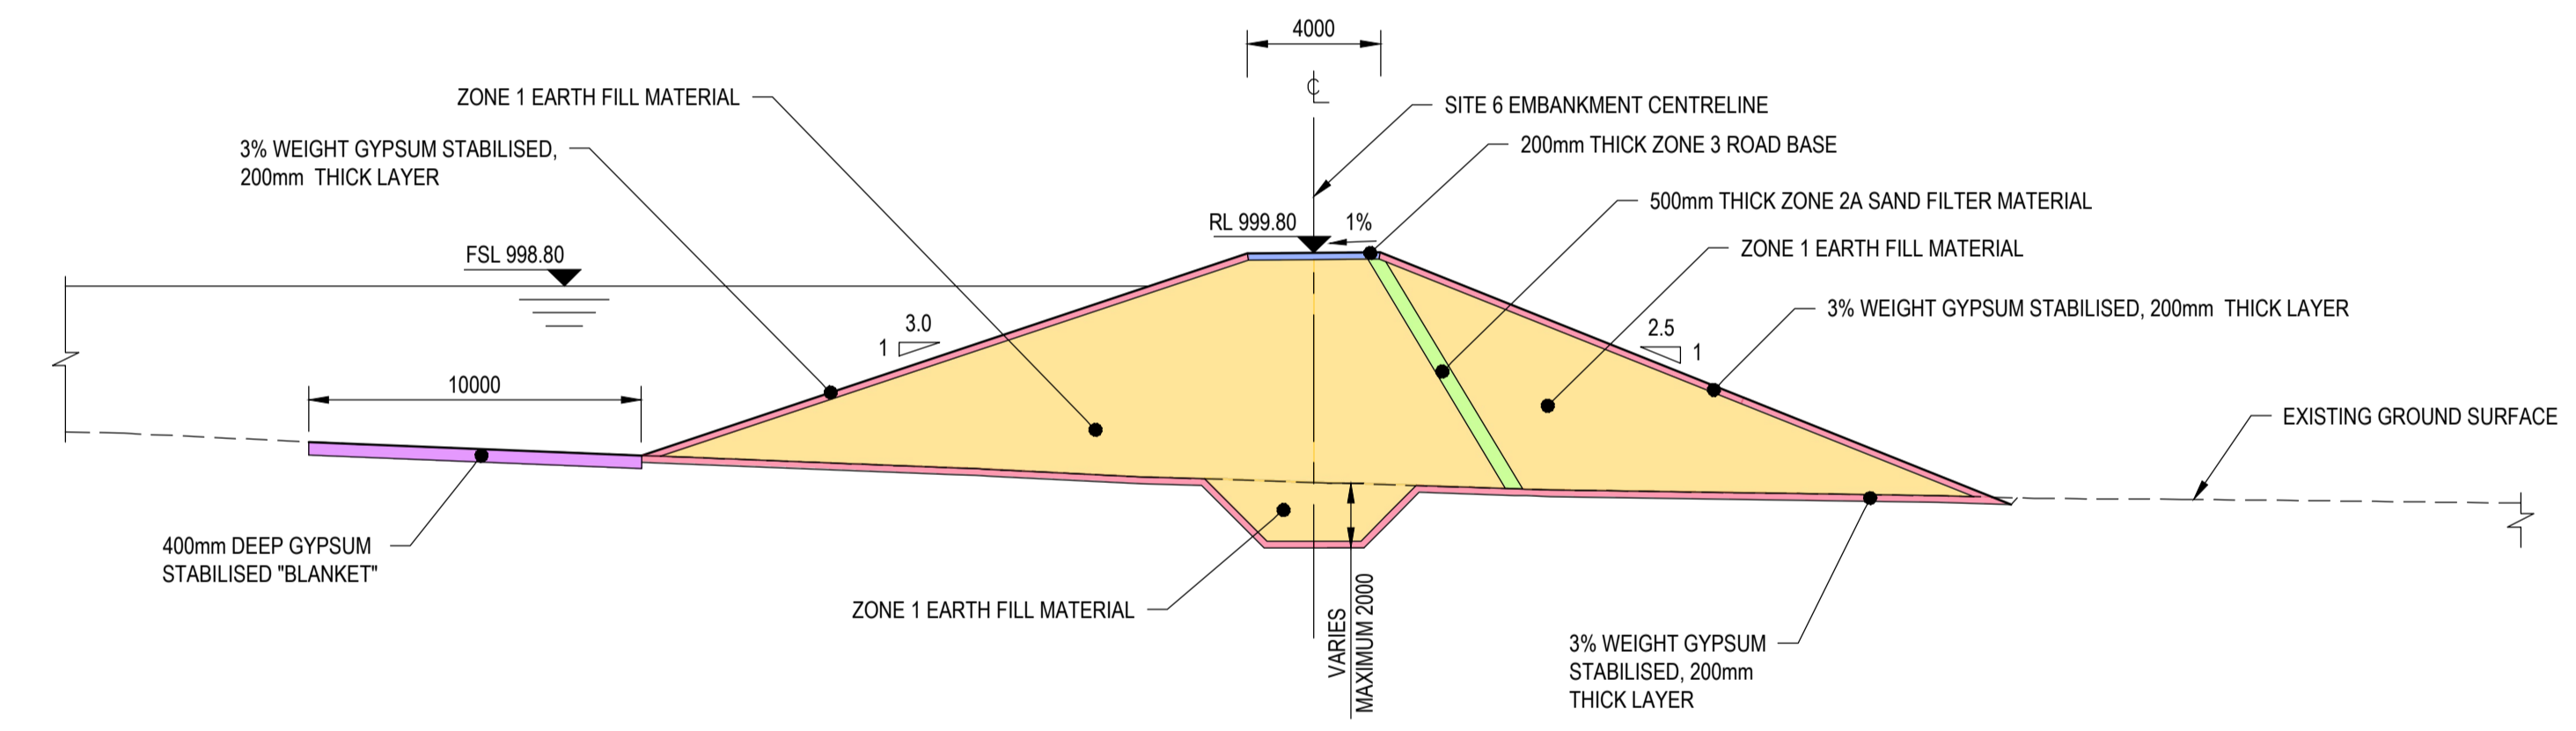 4000
ZONE 1 EARTH FILL MATERIAL
℄
SITE 6 EMBANKMENT CENTRELINE
3% WEIGHT GYPSUM STABILISED,
200mm THICK LAYER
200mm THICK ZONE 3 ROAD BASE
500mm THICK ZONE 2A SAND FILTER MATERIAL
RL 999.80
1%
FSL 998.80
ZONE 1 EARTH FILL MATERIAL
3% WEIGHT GYPSUM STABILISED, 200mm THICK LAYER
3.0
1
2.5
1
10000
EXISTING GROUND SURFACE
400mm DEEP GYPSUM
STABILISED "BLANKET"
ZONE 1 EARTH FILL MATERIAL
VARIES
MAXIMUM 2000
3% WEIGHT GYPSUM
STABILISED, 200mm
THICK LAYER